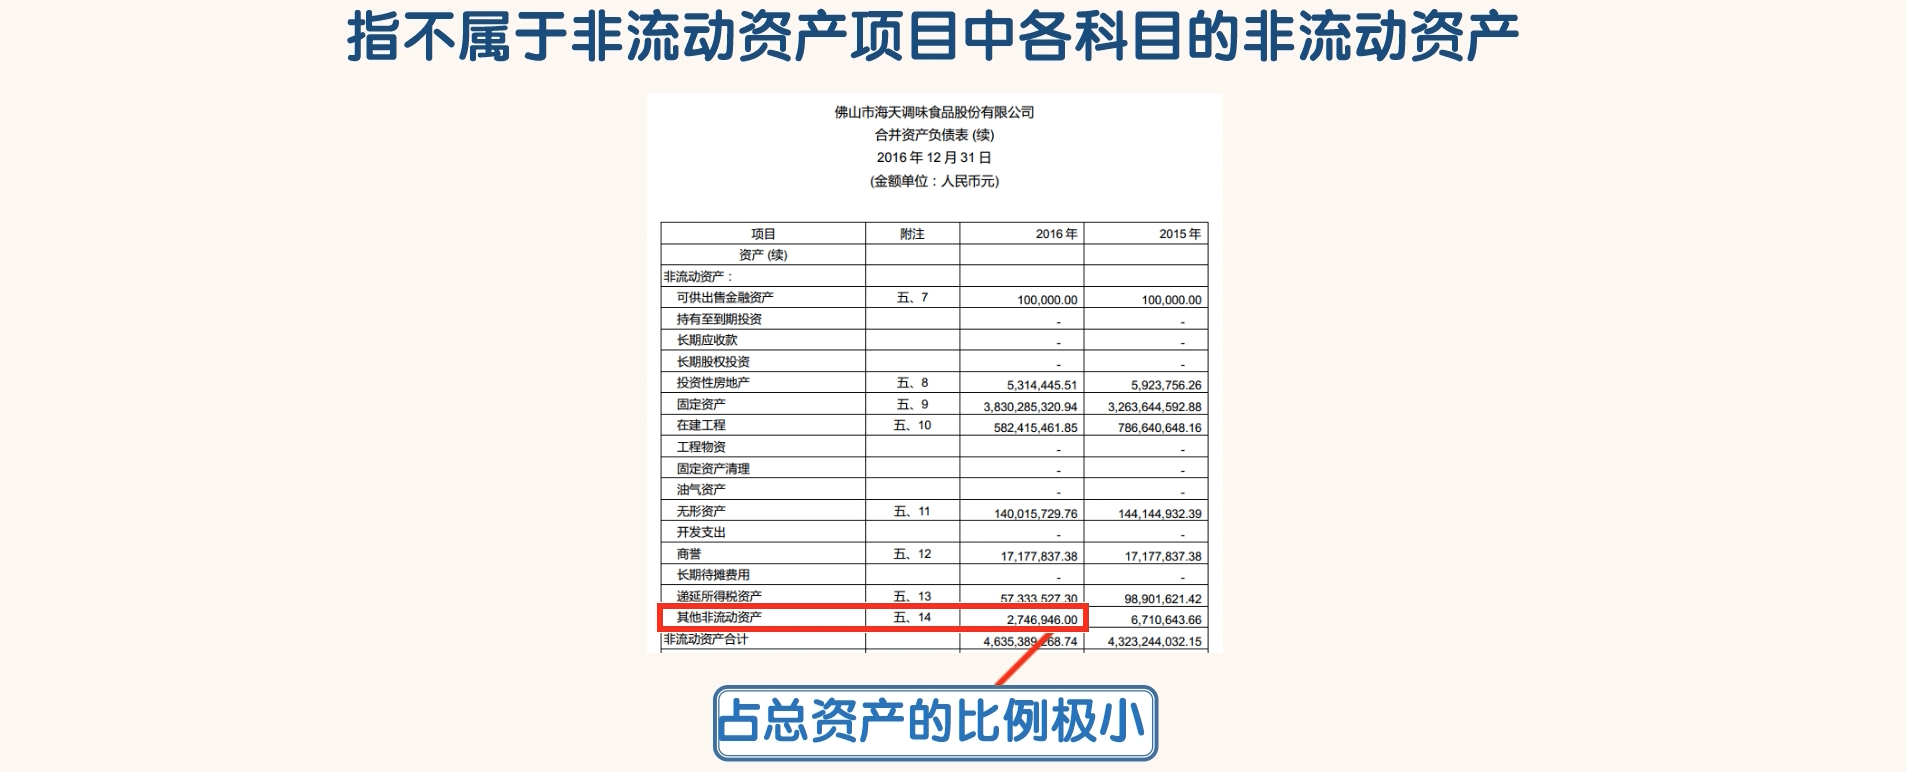 指不属于非流动资产项目中各科目的非流动资产
佛山市海天调味食品股份有限公司
合并资产负债表 (续)
2016 年 12 月 31 日
(金额单位：人民币元)
项目 附注 2016 年 2015 年
资产 (续)
非流动资产：
可供出售金融资产 五、7 100,000.00 100,000.00
持有至到期投资 - -
长期应收款 - -
长期股权投资 - -
投资性房地产 五、8 5,314,445.51 5,923,756.26
固定资产 五、9 3,830,285,320.94 3,263,644,592.88
在建工程 五、10 582,415,461.85 786,640,648.16
工程物资 - -
固定资产清理 - -
油气资产 - -
无形资产 五、11 140,015,729.76 144,144,932.39
开发支出 - -
商誉 五、12 17,177,837.38 17,177,837.38
长期待摊费用 - -
递延所得税资产 五、13 57,333,527.30 98,901,621.42
其他非流动资产 五、14 2,746,946.00 6,710,643.66
非流动资产合计 4,635,389,268.74 4,323,244,032.15
占总资产的比例极小